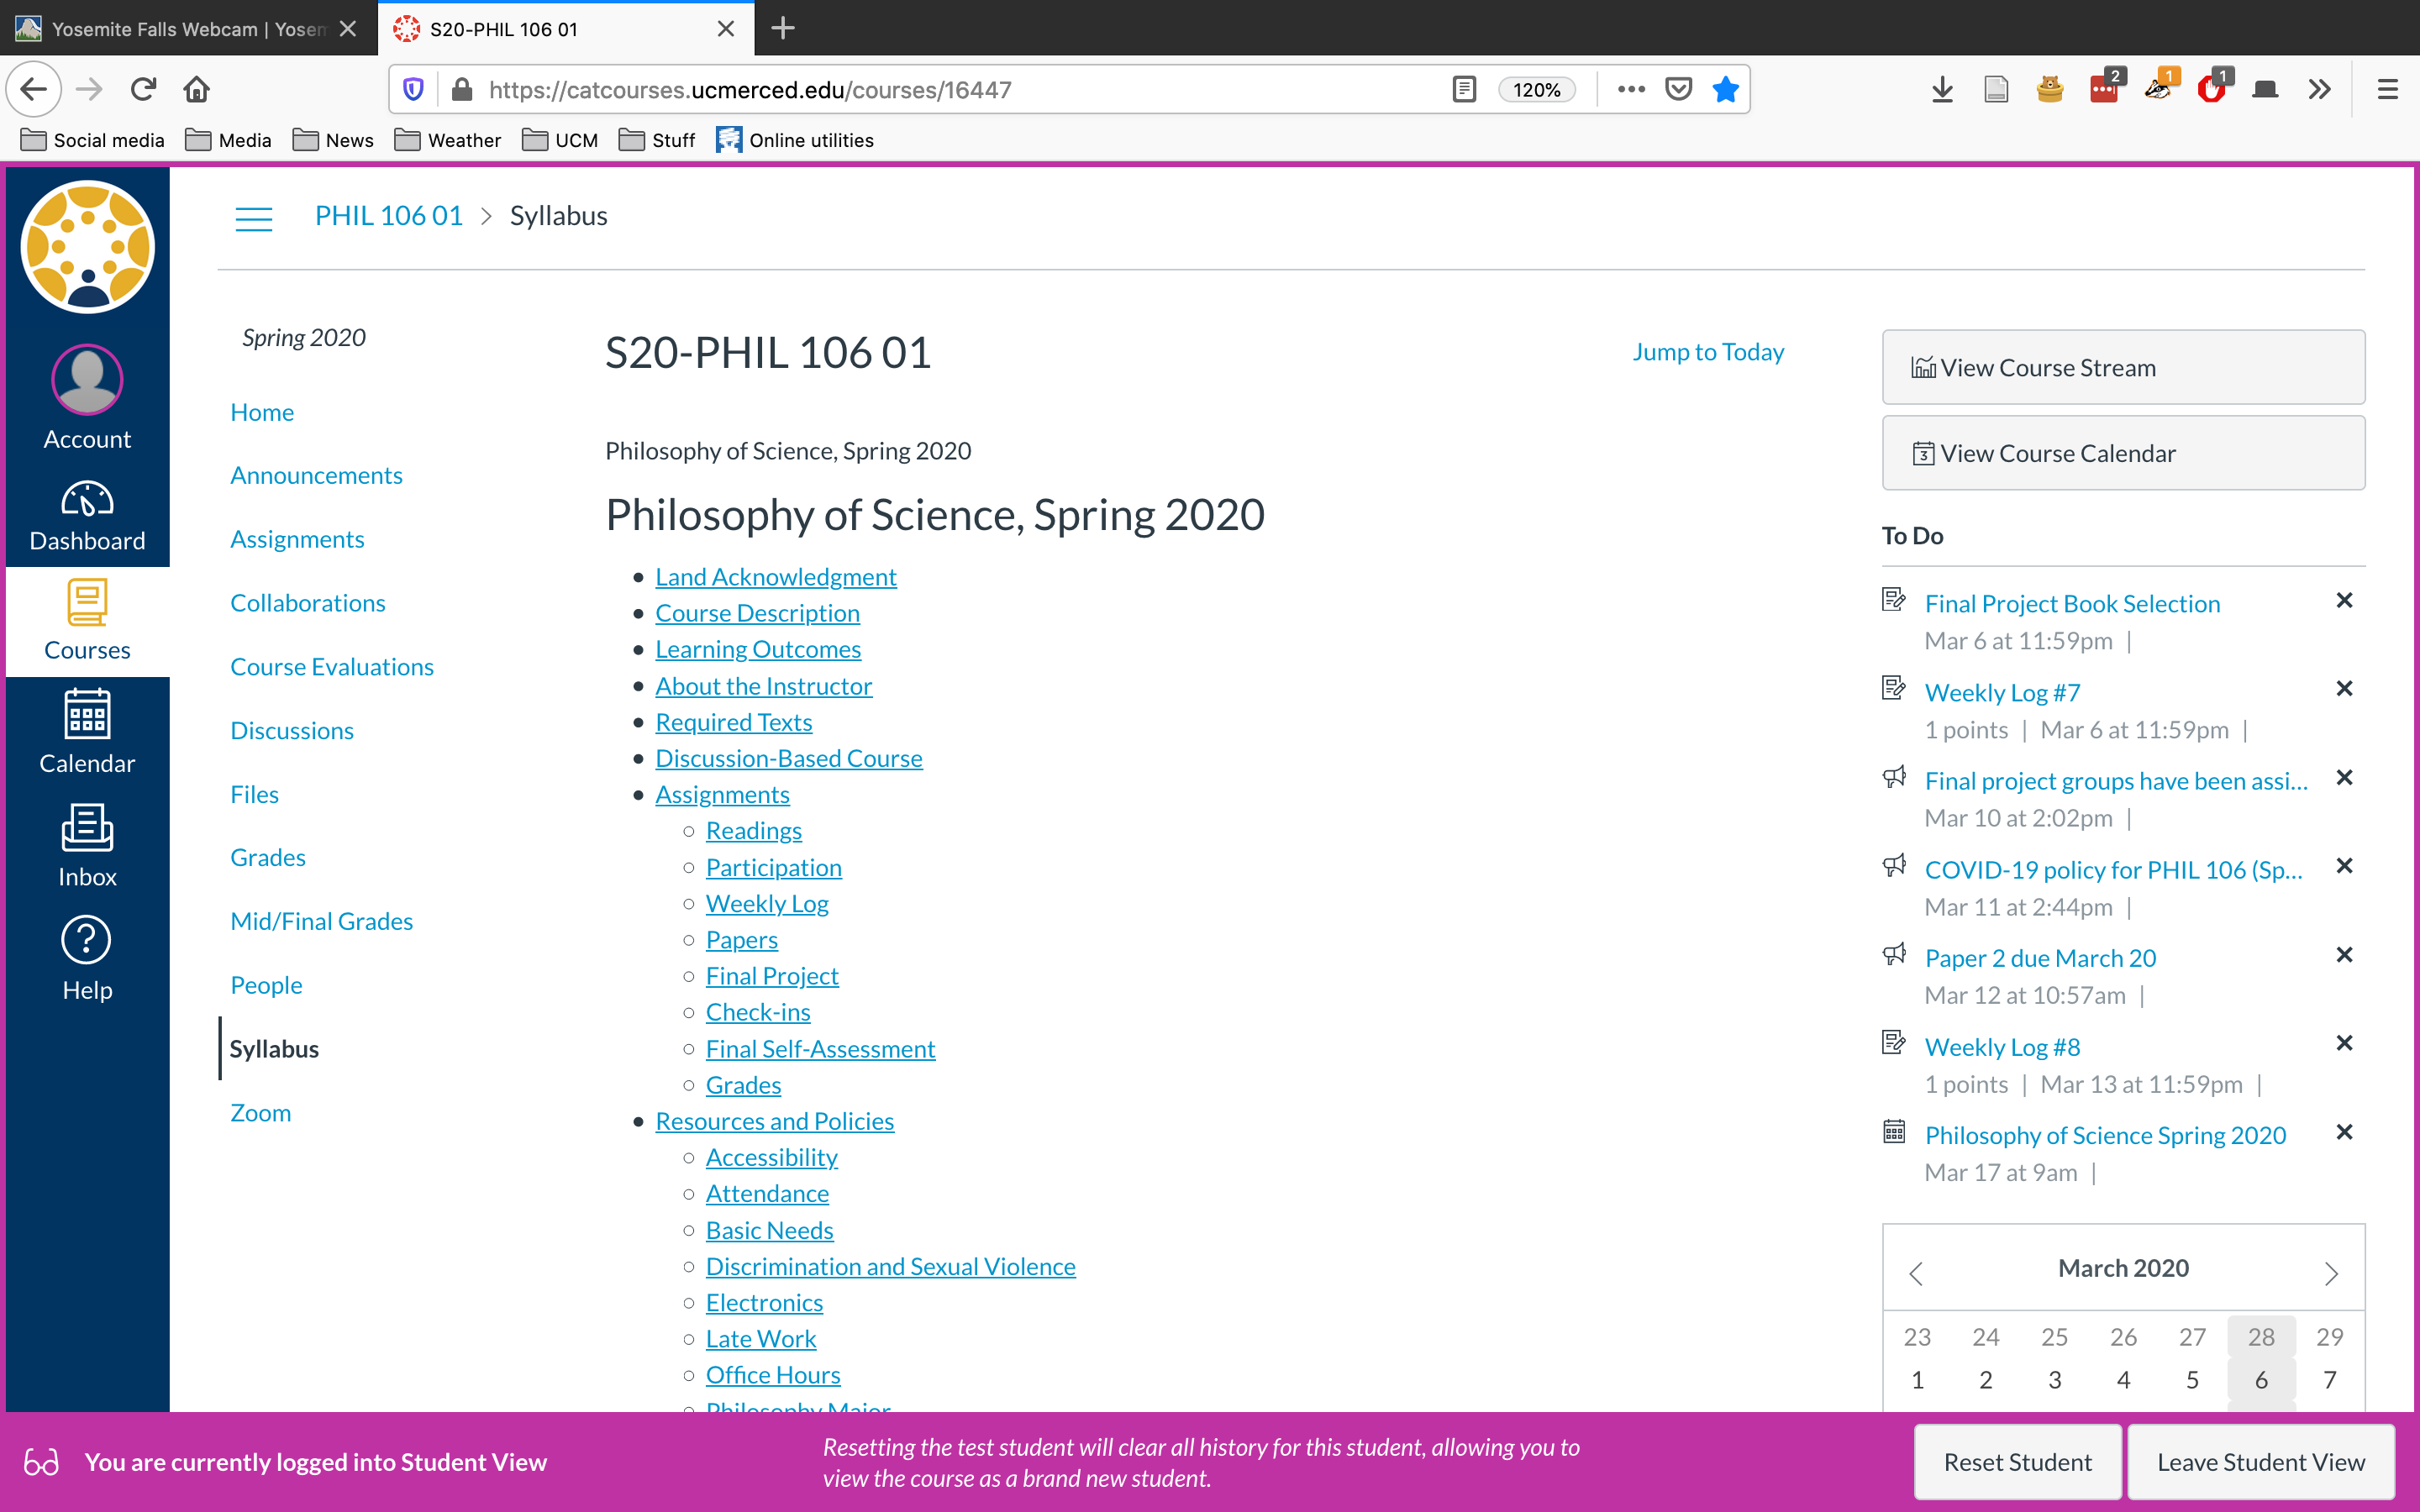 Yosemite Falls Webcam | Yosem
S20-PHIL 106 01
https://catcourses.ucmerced.edu/courses/16447
120%
2
1
1
Social media
Media
News
Weather
UCM
Stuff
Online utilities
PHIL 106 01 > Syllabus
Account
Dashboard
Courses
Calendar
Inbox
Help
Spring 2020
Home
Announcements
Assignments
Collaborations
Course Evaluations
Discussions
Files
Grades
Mid/Final Grades
People
Syllabus
Zoom
S20-PHIL 106 01
Jump to Today
Philosophy of Science, Spring 2020
Philosophy of Science, Spring 2020
Land Acknowledgment
Course Description
Learning Outcomes
About the Instructor
Required Texts
Discussion-Based Course
Assignments
Readings
Participation
Weekly Log
Papers
Final Project
Check-ins
Final Self-Assessment
Grades
Resources and Policies
Accessibility
Attendance
Basic Needs
Discrimination and Sexual Violence
Electronics
Late Work
Office Hours
Philosophy Major
View Course Stream
3 View Course Calendar
To Do
Final Project Book Selection
Mar 6 at 11:59pm |
Weekly Log #7
1 points | Mar 6 at 11:59pm |
Final project groups have been assi...
Mar 10 at 2:02pm |
COVID-19 policy for PHIL 106 (Sp...
Mar 11 at 2:44pm |
Paper 2 due March 20
Mar 12 at 10:57am |
Weekly Log #8
1 points | Mar 13 at 11:59pm |
Philosophy of Science Spring 2020
Mar 17 at 9am |
March 2020
23 24 25 26 27 28 29
1 2 3 4 5 6 7
You are currently logged into Student View
Resetting the test student will clear all history for this student, allowing you to
view the course as a brand new student.
Reset Student
Leave Student View